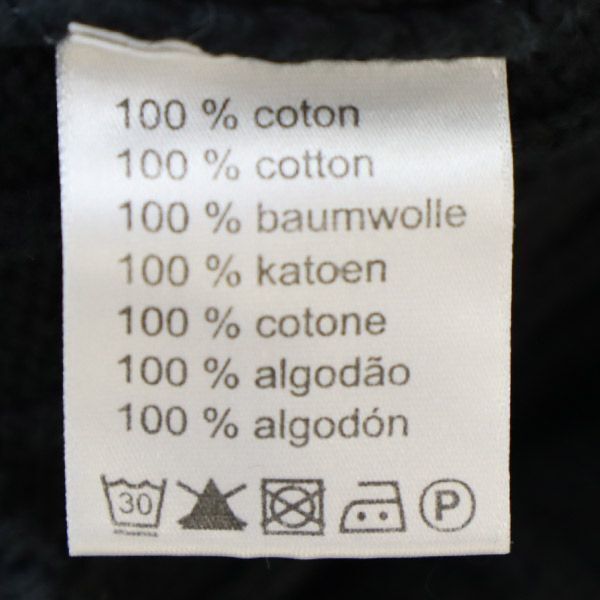 100 % coton
100 % cotton
100 % baumwolle
100 % katoen
100 % cotone
100 % algodão
100 % algodón
30 P